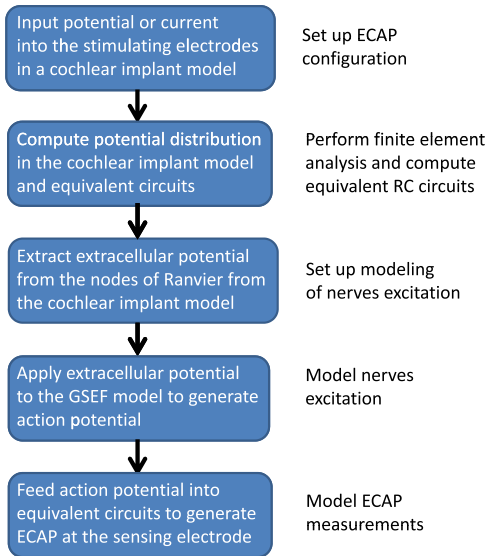 Input potential or current
into the stimulating electrodes
in a cochlear implant model
Set up ECAP
configuration
Compute potential distribution
in the cochlear implant model
and equivalent circuits
Perform finite element
analysis and compute
equivalent RC circuits
Extract extracellular potential
from the nodes of Ranvier from
the cochlear implant model
Set up modeling
of nerves excitation
Apply extracellular potential
to the GSEF model to generate
action potential
Model nerves
excitation
Feed action potential into
equivalent circuits to generate
ECAP at the sensing electrode
Model ECAP
measurements